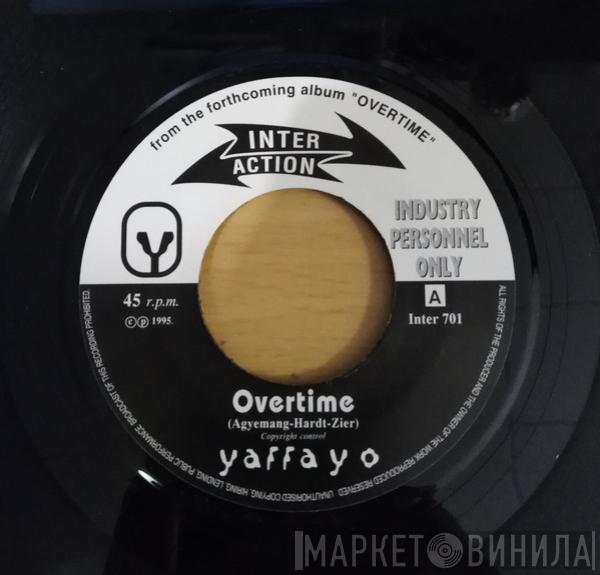 from the forthcoming album "OVERTIME"
INTER
ACTION
INDUSTRY
PERSONNEL
ONLY
45 r.p.m.
A
© ℗ 1995.
Inter 701
Overtime
(Agyemang-Hardt-Zier)
Copyright control
yaffayo
ALL RIGHTS OF THE PRODUCER AND THE OWNER OF THE WORK REPRODUCED RESERVED. UNAUTHORISED COPYING, HIRING, LENDING, PUBLIC PERFORMANCE, BROADCAST OF THIS RECORDING PROHIBITED.
МАРКЕТ ВИНИЛА